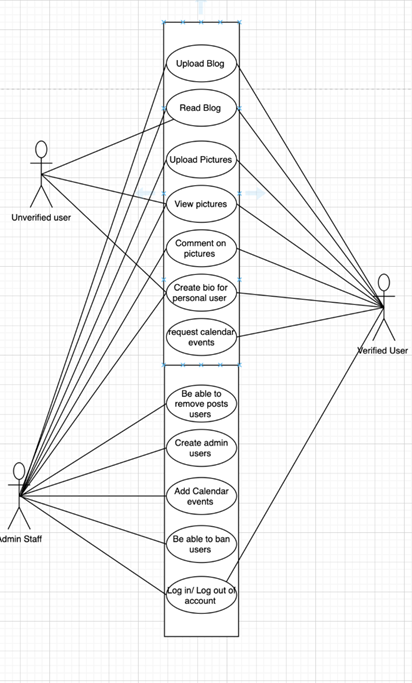 Upload Blog
Read Blog
Upload Pictures
Unverified user
View pictures
Comment on
pictures
Create bio for
personal user
request calendar
events
Verified User
Be able to
remove posts
users
Create admin
users
Add Calendar
events
Admin Staff
Be able to ban
users
Log in/ Log out of
account